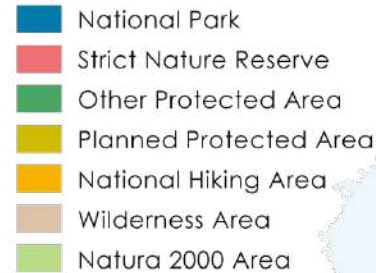 National Park
Strict Nature Reserve
Other Protected Area
Planned Protected Area
National Hiking Area
Wilderness Area
Natura 2000 Area